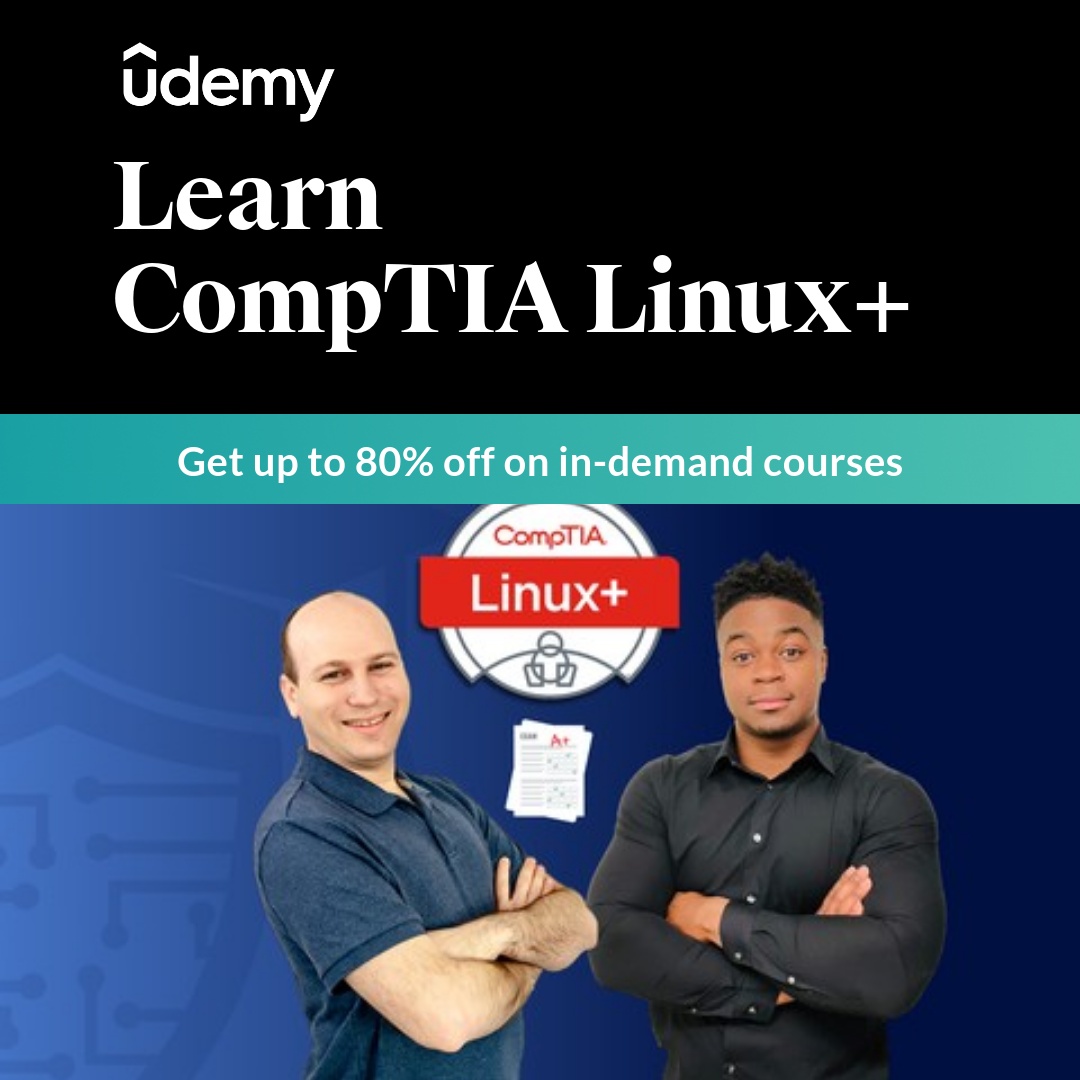 udemy
Learn
CompTIA Linux+
Get up to 80% off on in-demand courses
CompTIA.
Linux+
A+